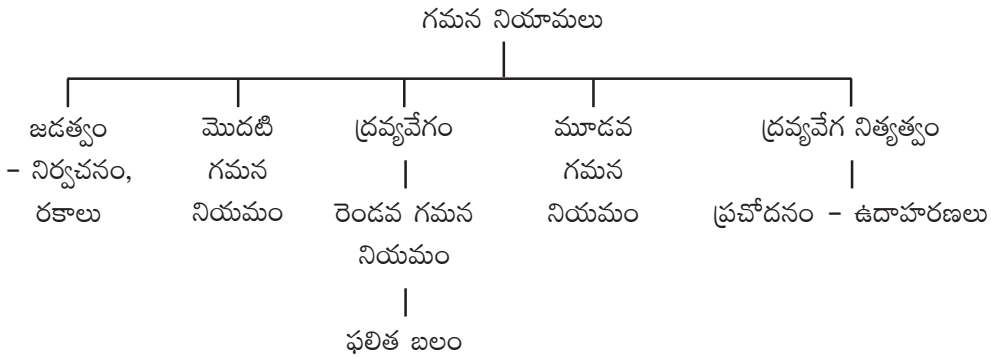 గమన నియామలు
జడత్వం
– నిర్వచనం,
రకాలు
మొదటి
గమన
నియమం
ద్రవ్యవేగం
రెండవ గమన
నియమం
ఫలిత బలం
మూడవ
గమన
నియమం
ద్రవ్యవేగ నిత్యత్వం
ప్రచోదనం – ఉదాహరణలు